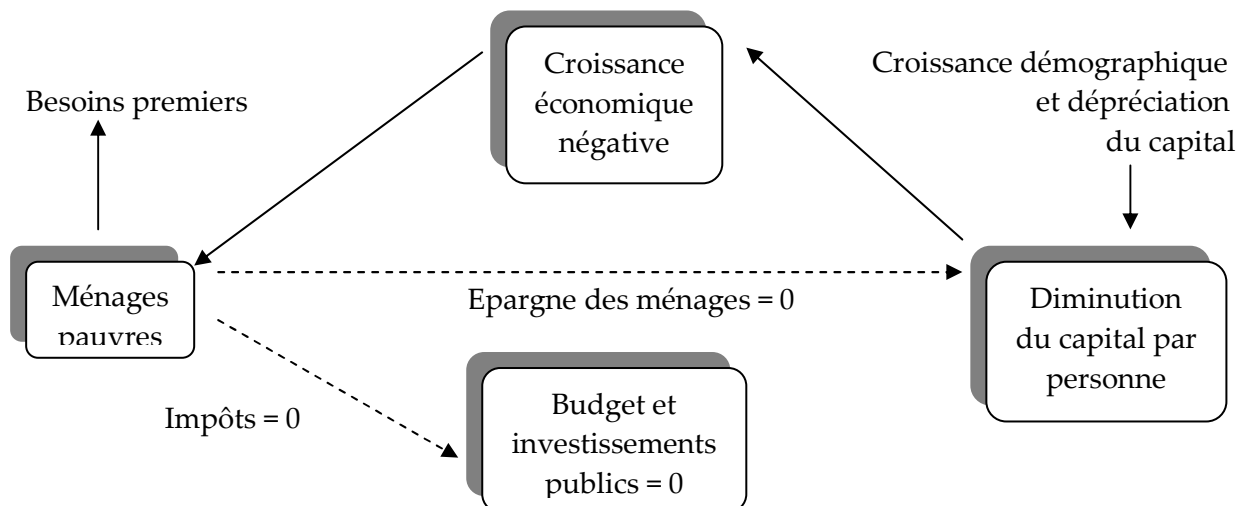 Croissance
économique
négative
Croissance démographique
et dépréciation
du capital
Besoins premiers
Ménages
pauvres
Epargne des ménages = 0
Diminution
du capital par
personne
Impôts = 0
Budget et
investissements
publics = 0